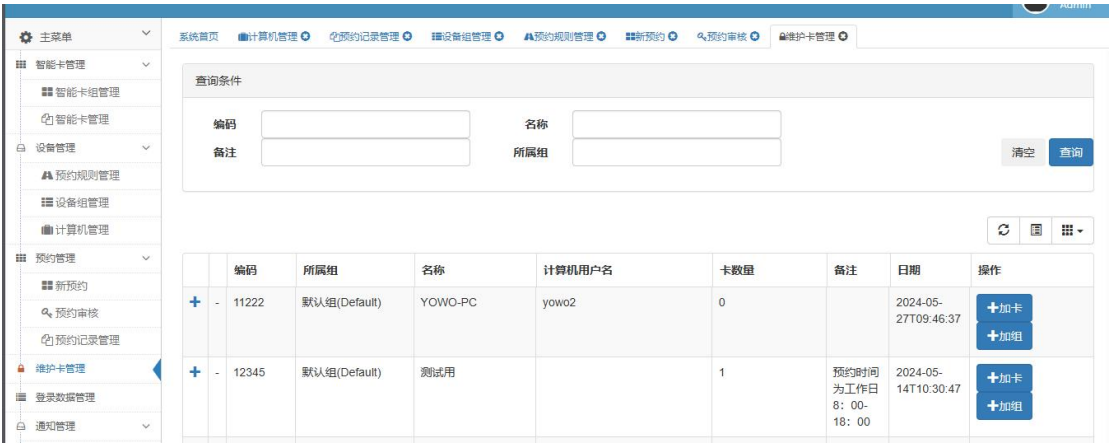 Admin
主菜单
系统首页 计算机管理 预约记录管理 设备组管理 预约规则管理 新预约 预约审核 维护卡管理
智能卡管理
智能卡组管理
智能卡管理
设备管理
预约规则管理
设备组管理
计算机管理
预约管理
新预约
预约审核
预约记录管理
维护卡管理
登录数据管理
通知管理
查询条件
编码 名称
备注 所属组 清空 查询
编码 所属组 名称 计算机用户名 卡数量 备注 日期 操作
+ - 11222 默认组(Default) YOWO-PC yowo2 0 2024-05- +加卡
27T09:46:37
+加组
+ - 12345 默认组(Default) 测试用 1 预约时间 2024-05- +加卡
为工作日 14T10:30:47
8：00- +加组
18：00